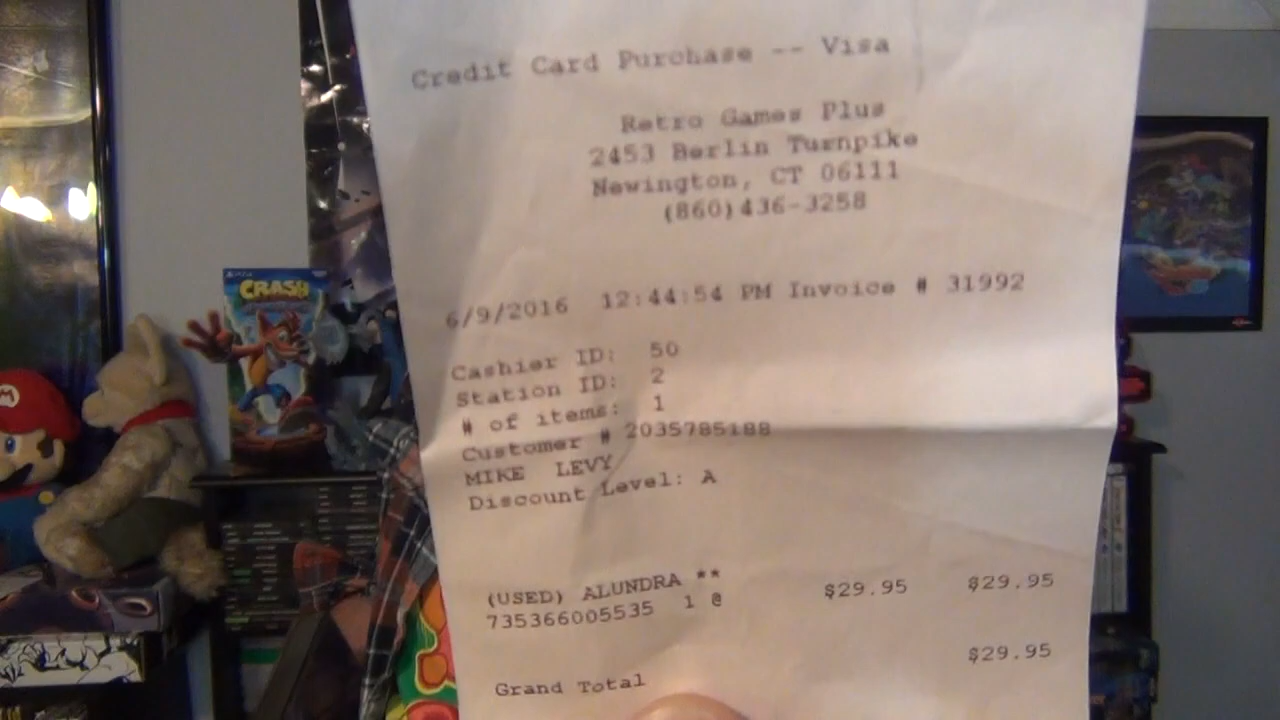 Credit Card Purchase -- Visa
Retro Games Plus
2453 Berlin Turnpike
Newington, CT 06111
(860)436-3258
6/9/2016 12:44:54 PM Invoice # 31992
Cashier ID: 50
Station ID: 2
# of items: 1
Customer # 2035785188
MIKE LEVY
Discount Level: A
(USED) ALUNDRA **
735366005535 1 @ $29.95 $29.95
$29.95
Grand Total
CRASH
M